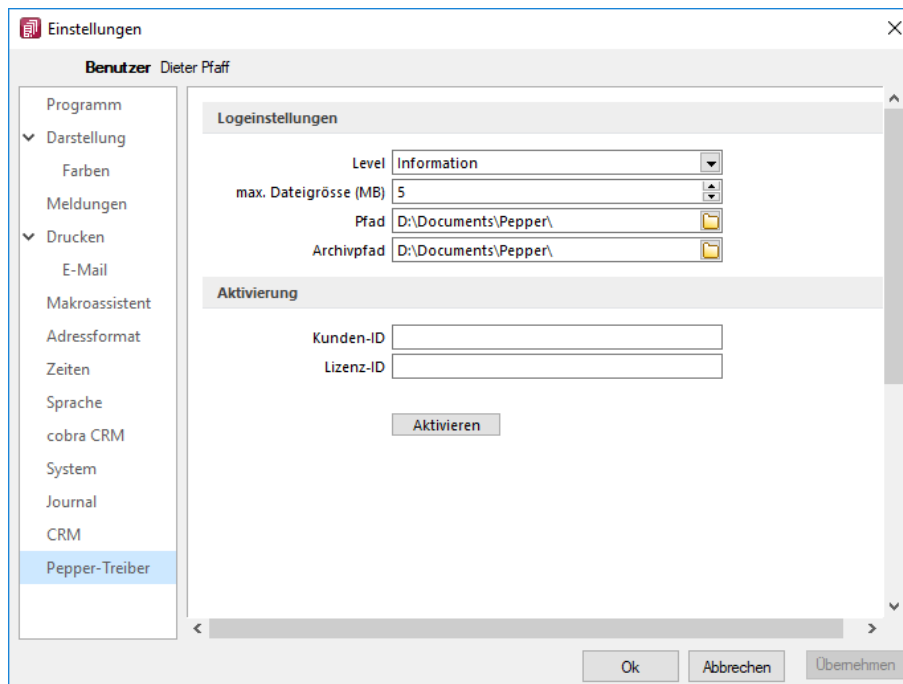 Einstellungen
Benutzer Dieter Pfaff
Programm
Darstellung
Farben
Meldungen
Drucken
E-Mail
Makroassistent
Adressformat
Zeiten
Sprache
cobra CRM
System
Journal
CRM
Pepper-Treiber
Logeinstellungen
Level Information
max. Dateigrösse (MB) 5
Pfad D:\Documents\Pepper\
Archivpfad D:\Documents\Pepper\
Aktivierung
Kunden-ID
Lizenz-ID
Aktivieren
Ok Abbrechen Übernehmen